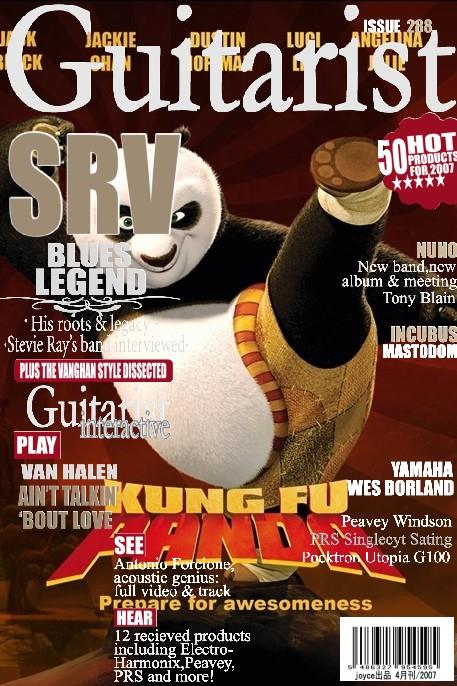 ISSUE 288
JACK JACKIE DUSTIN LUCI ANGELINA
BLACK CHAN HOFFMAN JOLIE
Guitarist
SRV
50 HOT
PRODUCTS
FOR 2007
BLUES
LEGEND
His roots & legacy
Stevie Ray's band interviewed
PLUS THE VANGHAN STYLE DISSECTED
Guitarist
interactive
PLAY
VAN HALEN
AIN'T TALKIN'
'BOUT LOVE
NUNO
New band,new
album & meeting
Tony Blain
INCUBUS
MASTODOM
YAMAHA
WES BORLAND
Peavey Windson
PRS Singlecyt Sating
Pocktron Utopia G100
KUNG FU
PANDA
Prepare for awesomeness
SEE
Antonio Forcione,
acoustic genius:
full video & track
HEAR
12 recieved products
including Electro-
Harmonix,Peavey,
PRS and more!
5 486327 954595
joyce出品 4月刊/2007